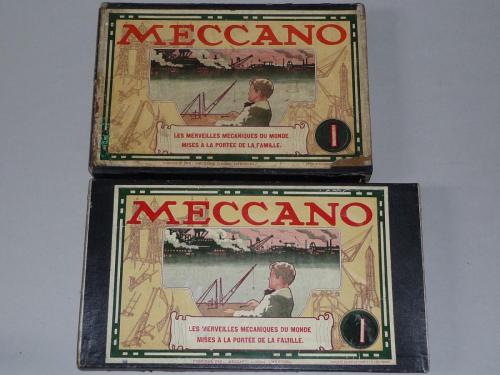 MECCANO
LES MERVEILLES MECANIQUES DU MONDE
MISES À LA PORTÉE DE LA FAMILLE.
1
MECCANO
LES MERVEILLES MECANIQUES DU MONDE
MISES À LA PORTÉE DE LA FAMILLE.
1